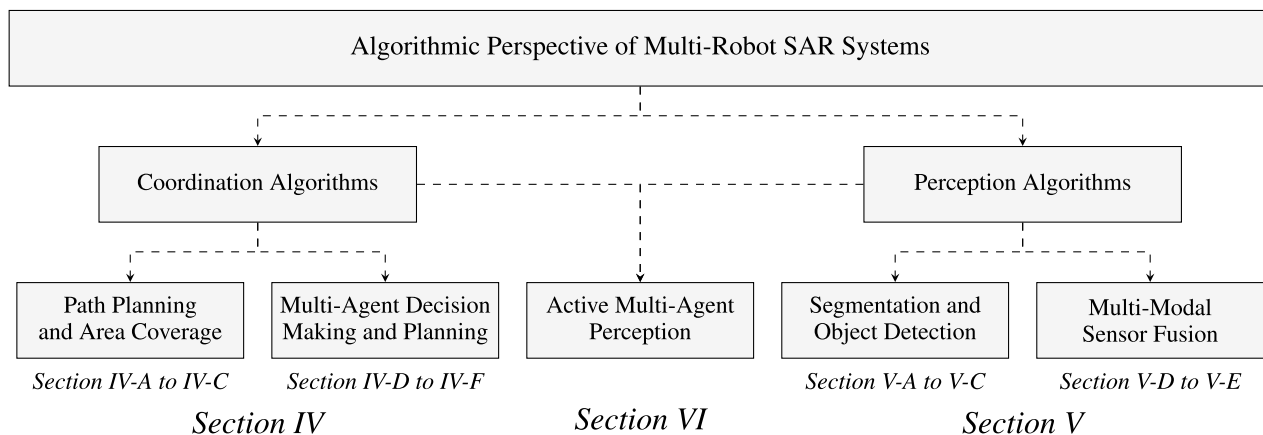 Algorithmic Perspective of Multi-Robot SAR Systems
Coordination Algorithms
Perception Algorithms
Path Planning
and Area Coverage
Multi-Agent Decision
Making and Planning
Active Multi-Agent
Perception
Segmentation and
Object Detection
Multi-Modal
Sensor Fusion
Section IV-A to IV-C
Section IV-D to IV-F
Section V-A to V-C
Section V-D to V-E
Section IV
Section VI
Section V